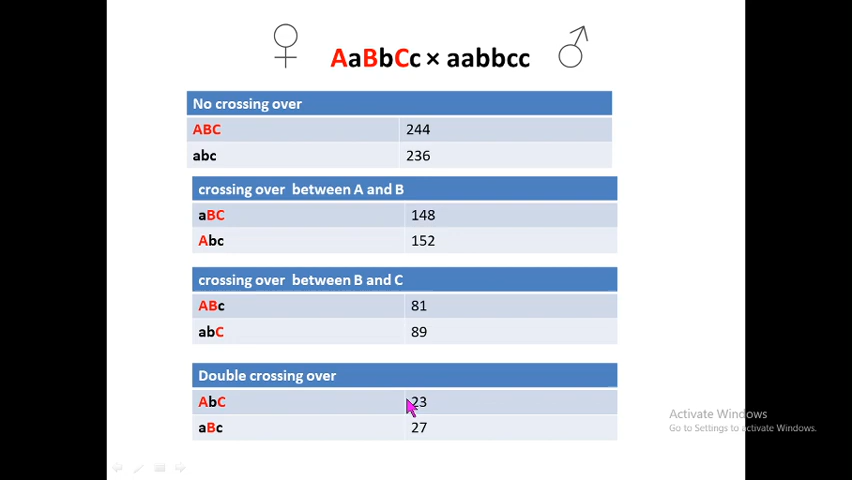 AaBbCc × aabbcc
No crossing over
ABC 244
abc 236
crossing over between A and B
aBC 148
Abc 152
crossing over between B and C
ABc 81
abC 89
Double crossing over
AbC 23
aBc 27
Activate Windows
Go to Settings to activate Windows.